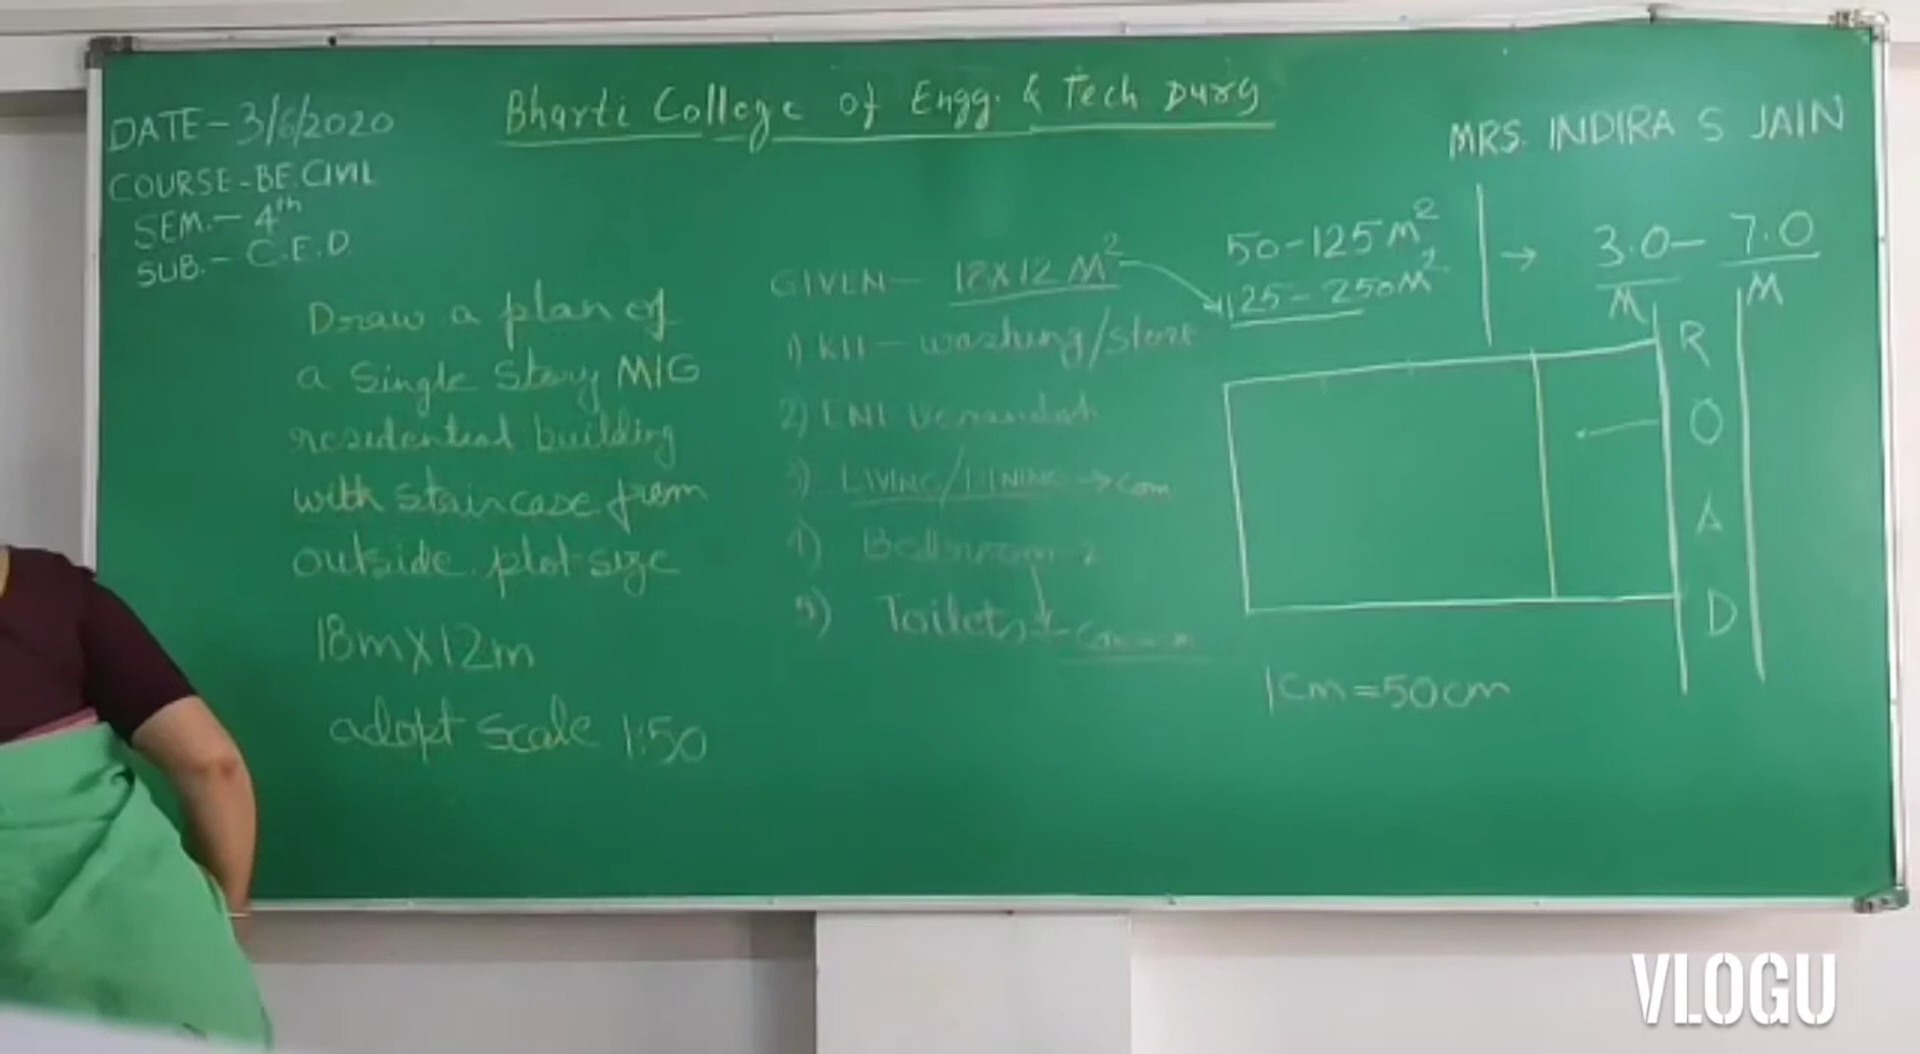 Bharti College of Engg. & Tech Durg
DATE - 3/6/2020
COURSE - BE.CIVIL
SEM. - 4th
SUB. - C.E.D.
MRS. INDIRA S JAIN
Draw a plan of
a Single Story MIG
residential building
with staircase from
outside. plot size
18m X 12m
adopt scale 1:50
GIVEN - 18X12 M²
1) KIT - washing/store
2) ENT Verandah
3) LIVING/DINING → com
4) Bedroom - 2
5) Toilets
50-125 M²
125-250 M²
→ 3.0 - 7.0
M M
R
O
A
D
1cm = 50cm
VLOGU